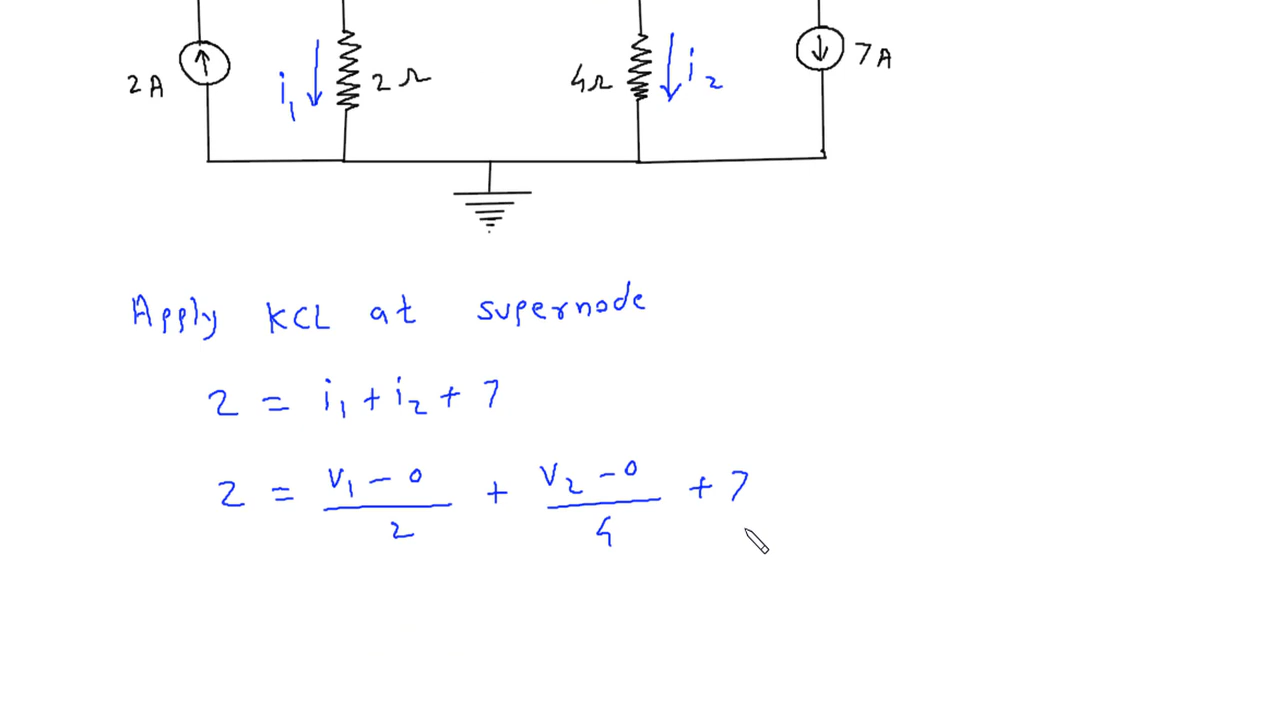 2A i₁ 2Ω 4Ω i₂ 7A
Apply KCL at supernode
2 = i₁ + i₂ + 7
2 = (v₁ - 0)/2 + (v₂ - 0)/4 + 7